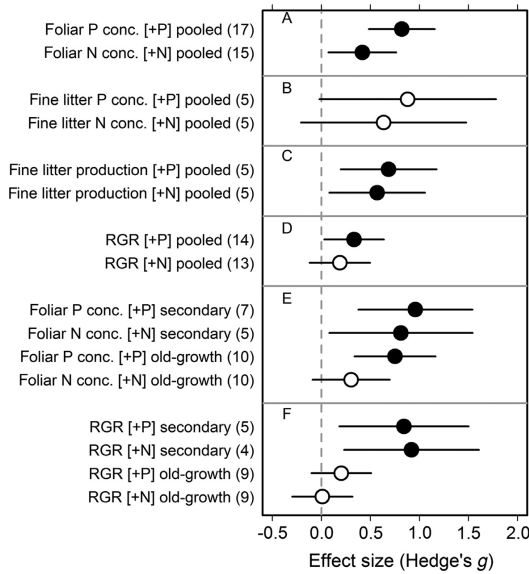 A
Foliar P conc. [+P] pooled (17)
Foliar N conc. [+N] pooled (15)
B
Fine litter P conc. [+P] pooled (5)
Fine litter N conc. [+N] pooled (5)
C
Fine litter production [+P] pooled (5)
Fine litter production [+N] pooled (5)
D
RGR [+P] pooled (14)
RGR [+N] pooled (13)
E
Foliar P conc. [+P] secondary (7)
Foliar N conc. [+N] secondary (5)
Foliar P conc. [+P] old-growth (10)
Foliar N conc. [+N] old-growth (10)
F
RGR [+P] secondary (5)
RGR [+N] secondary (4)
RGR [+P] old-growth (9)
RGR [+N] old-growth (9)
-0.5 0.0 0.5 1.0 1.5 2.0
Effect size (Hedge's g)